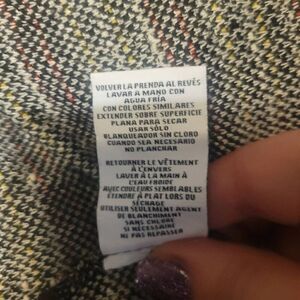 VOLVER LA PRENDA AL REVÉS
LAVAR A MANO CON
AGUA FRÍA
CON COLORES SIMILARES
EXTENDER SOBRE SUPERFICIE
PLANA PARA SECAR
USAR SÓLO
BLANQUEADOR SIN CLORO
CUANDO SEA NECESARIO
NO PLANCHAR
RETOURNER LE VÊTEMENT
À L'ENVERS
LAVER À LA MAIN À
L'EAU FROIDE
AVEC COULEURS SEMBLABLES
ÉTENDRE À PLAT LORS DU
SÉCHAGE
UTILISER SEULEMENT AGENT
DE BLANCHIMENT
SANS CHLORE
SI NÉCESSAIRE
NE PAS REPASSER